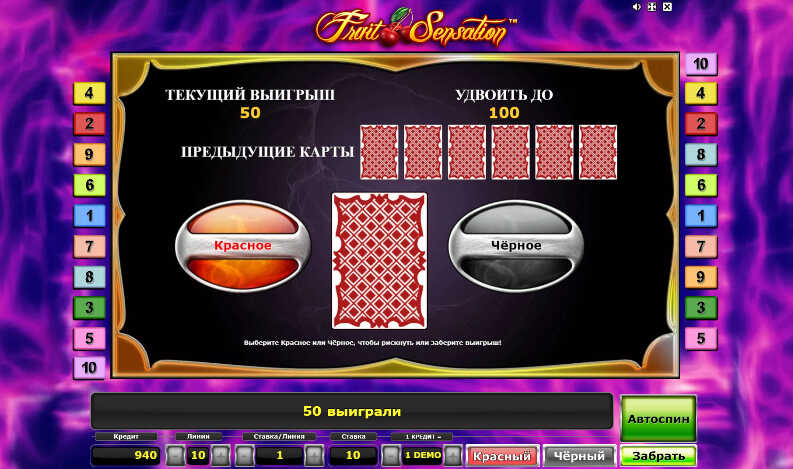 Fruit Sensation™
ТЕКУЩИЙ ВЫИГРЫШ
50
УДВОИТЬ ДО
100
ПРЕДЫДУЩИЕ КАРТЫ
Красное
Чёрное
Выберите Красное или Чёрное, чтобы рискнуть или заберите выигрыш!
4
2
9
6
1
7
8
3
5
10
10
4
2
8
6
1
7
9
3
5
50 выиграли
Автоспин
Кредит
940
Линии
10
Ставка/Линия
1
Ставка
10
1 КРЕДИТ =
1 DEMO
Красный
Чёрный
Забрать